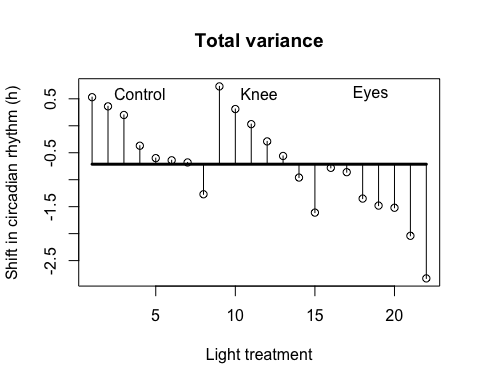 Total variance
Control Knee Eyes
Shift in circadian rhythm (h)
0.5
-0.5
-1.5
-2.5
5 10 15 20
Light treatment